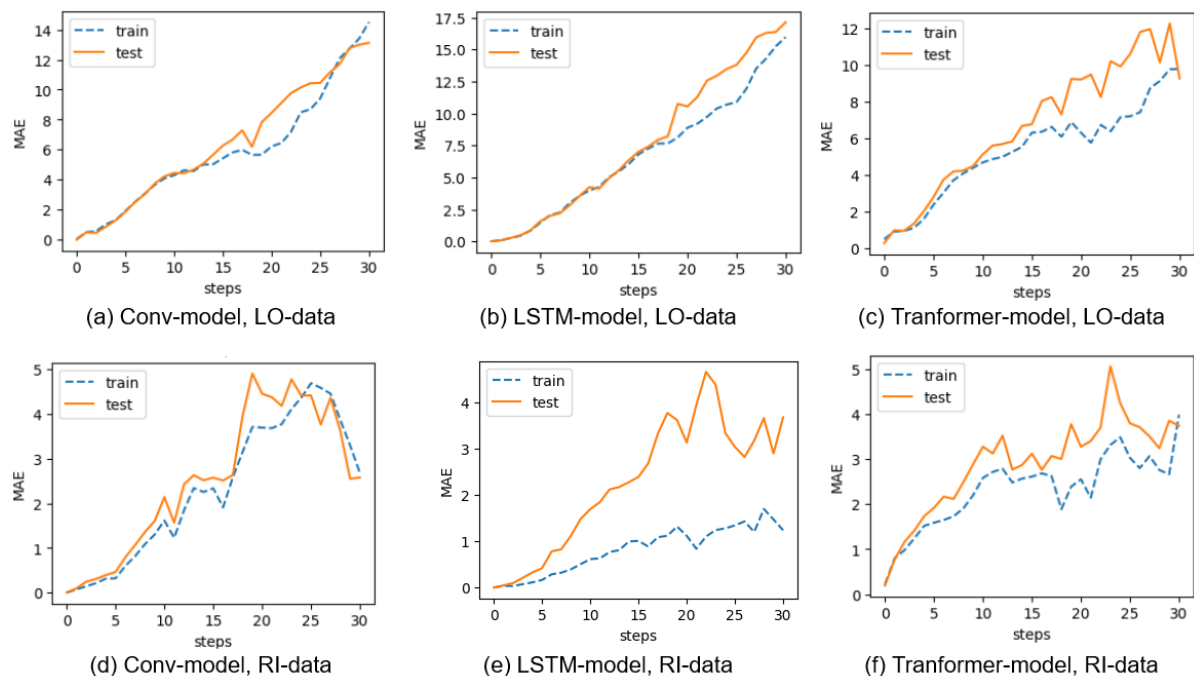 train
test
MAE
14
12
10
8
6
4
2
0
0 5 10 15 20 25 30
steps
(a) Conv-model, LO-data
train
test
MAE
17.5
15.0
12.5
10.0
7.5
5.0
2.5
0.0
0 5 10 15 20 25 30
steps
(b) LSTM-model, LO-data
train
test
MAE
12
10
8
6
4
2
0
0 5 10 15 20 25 30
steps
(c) Tranformer-model, LO-data
train
test
MAE
5
4
3
2
1
0
0 5 10 15 20 25 30
steps
(d) Conv-model, RI-data
train
test
MAE
4
3
2
1
0
0 5 10 15 20 25 30
steps
(e) LSTM-model, RI-data
train
test
MAE
5
4
3
2
1
0
0 5 10 15 20 25 30
steps
(f) Tranformer-model, RI-data